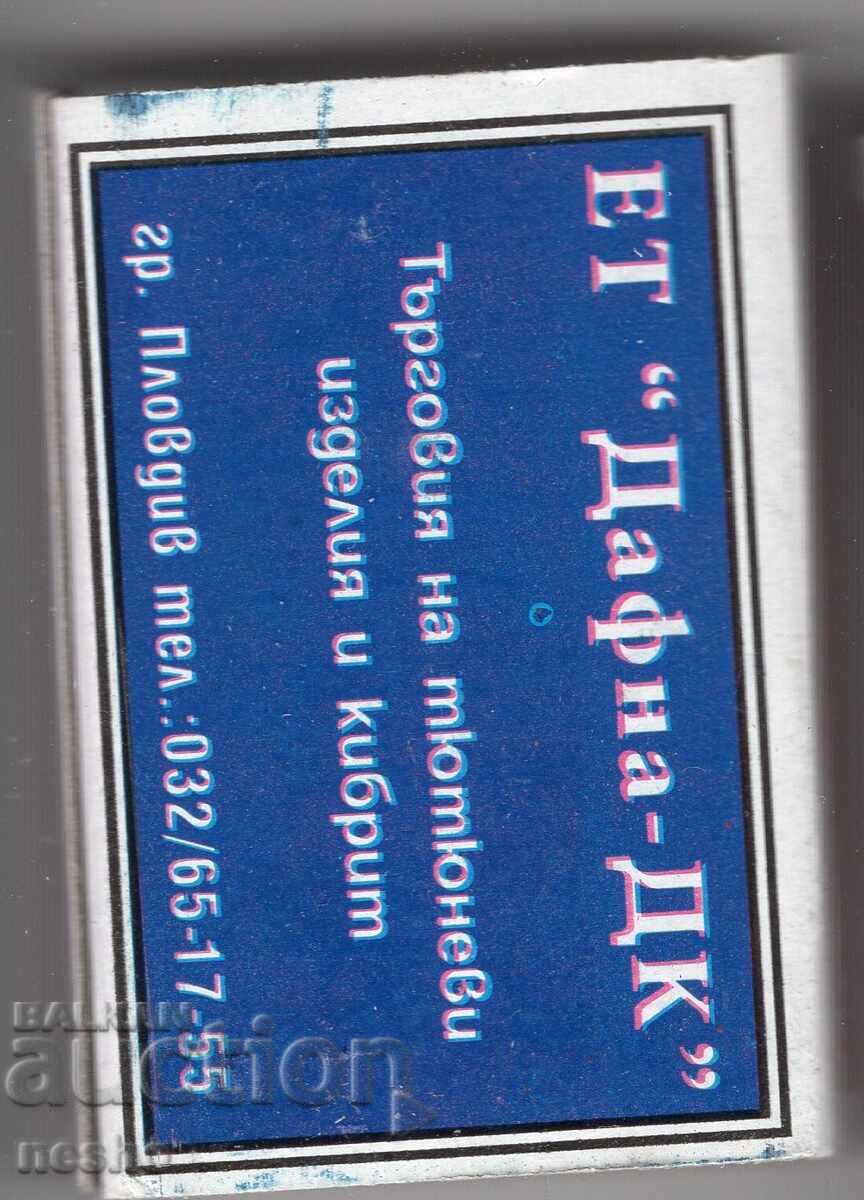 ЕТ “Дафна-ДК”
Търговия на тютюневи
изделия и кибрит
гр. Пловдив тел.:032/65-17-55
BALKAN
auction
nesho